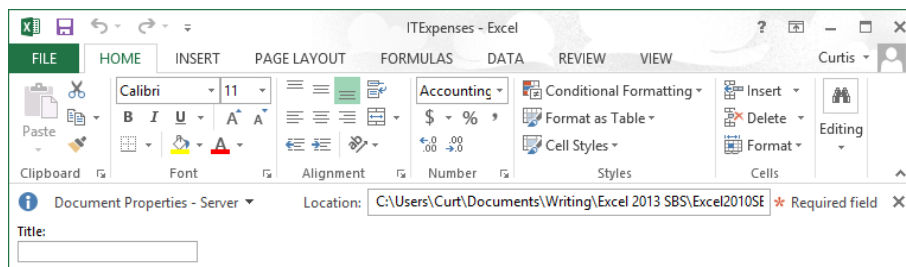 ITExpenses - Excel
?
FILE HOME INSERT PAGE LAYOUT FORMULAS DATA REVIEW VIEW Curtis
Calibri 11 Accounting Conditional Formatting Insert
Paste B I U A A $ % , Format as Table Delete Editing
A .00 .00 Cell Styles Format
Clipboard Font Alignment Number Styles Cells
Document Properties - Server Location: C:\Users\Curt\Documents\Writing\Excel 2013 SBS\Excel2010SE * Required field
Title: